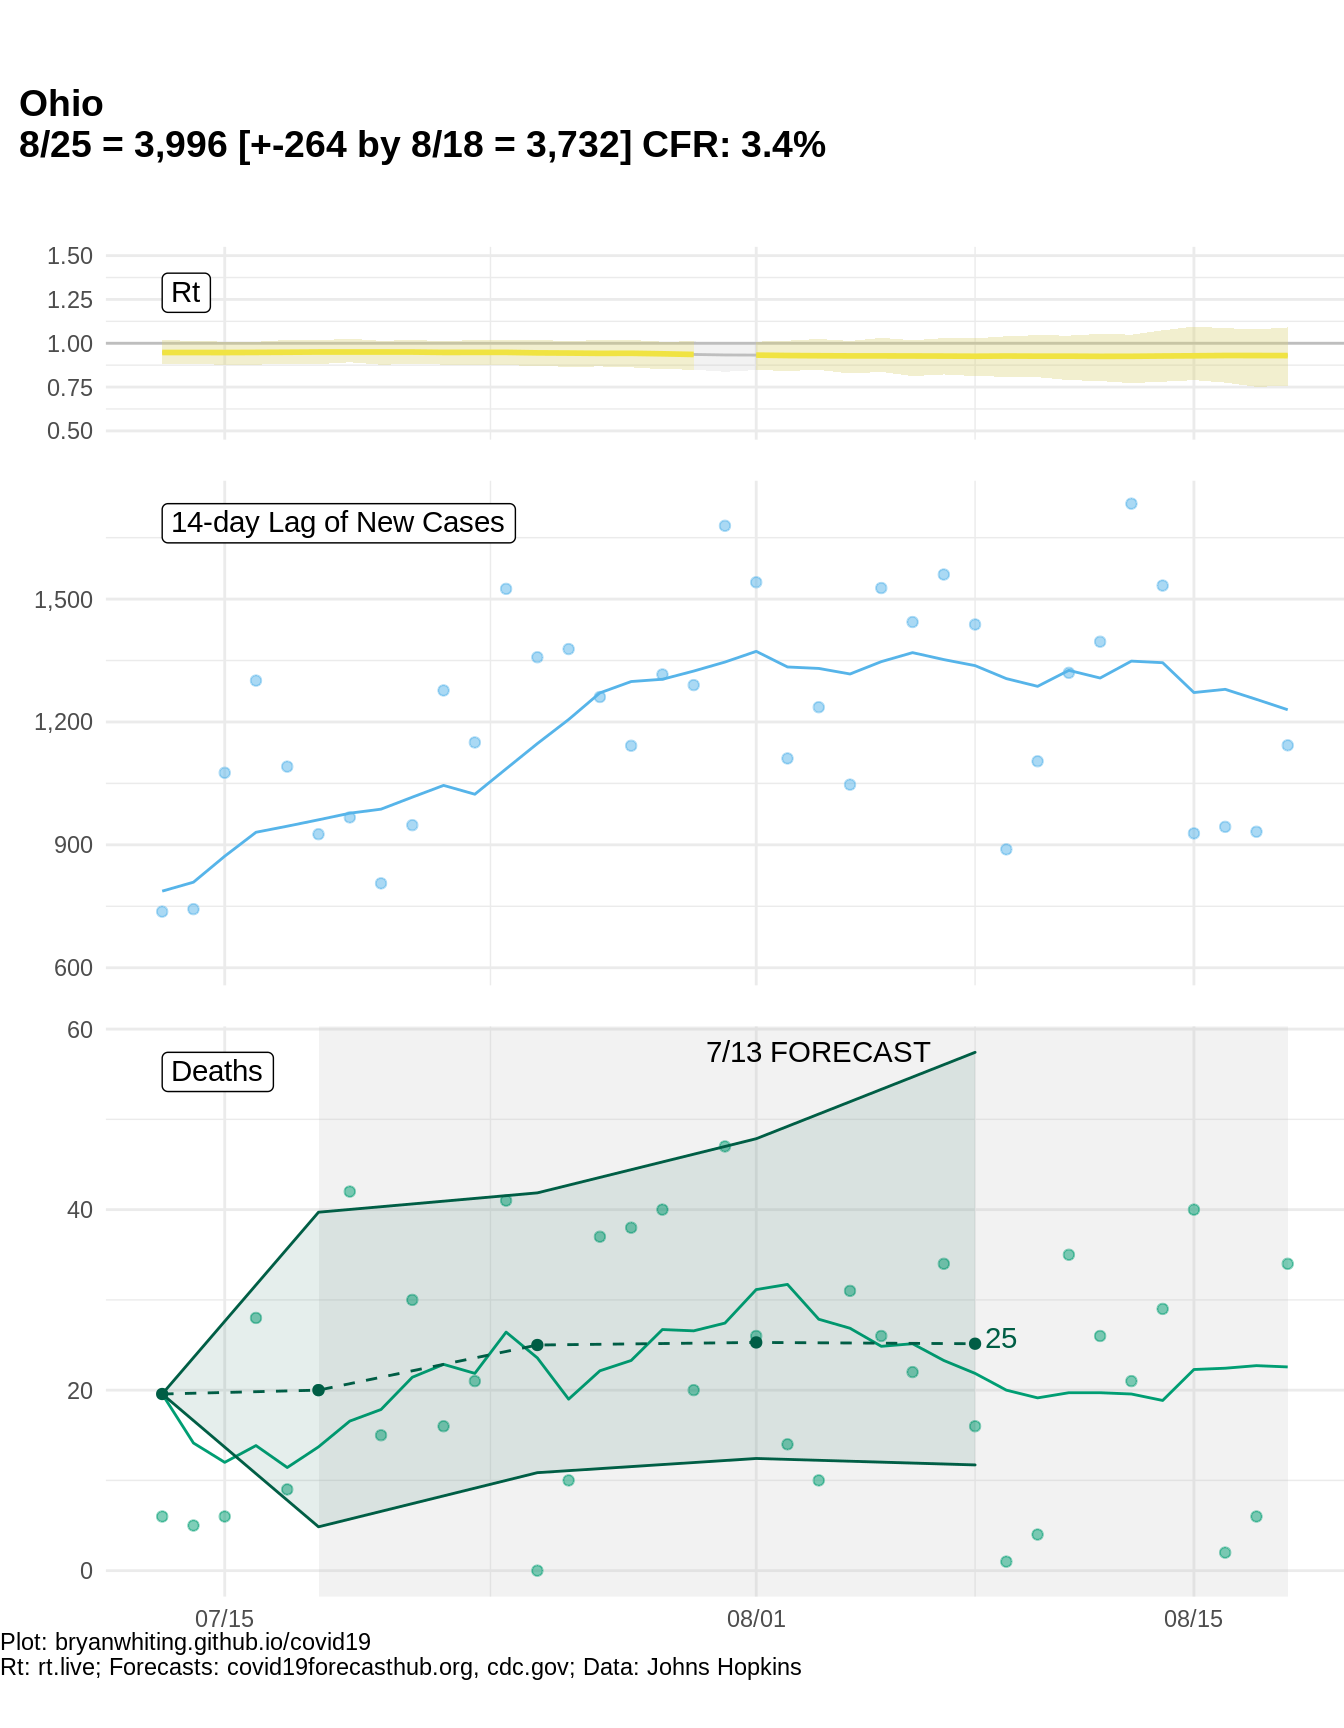 Ohio
8/25 = 3,996 [+-264 by 8/18 = 3,732] CFR: 3.4%
1.50
Rt
1.25
1.00
0.75
0.50
14-day Lag of New Cases
1,500
1,200
900
600
60
7/13 FORECAST
Deaths
40
25
20
0
07/15 08/01 08/15
Plot: bryanwhiting.github.io/covid19
Rt: rt.live; Forecasts: covid19forecasthub.org, cdc.gov; Data: Johns Hopkins